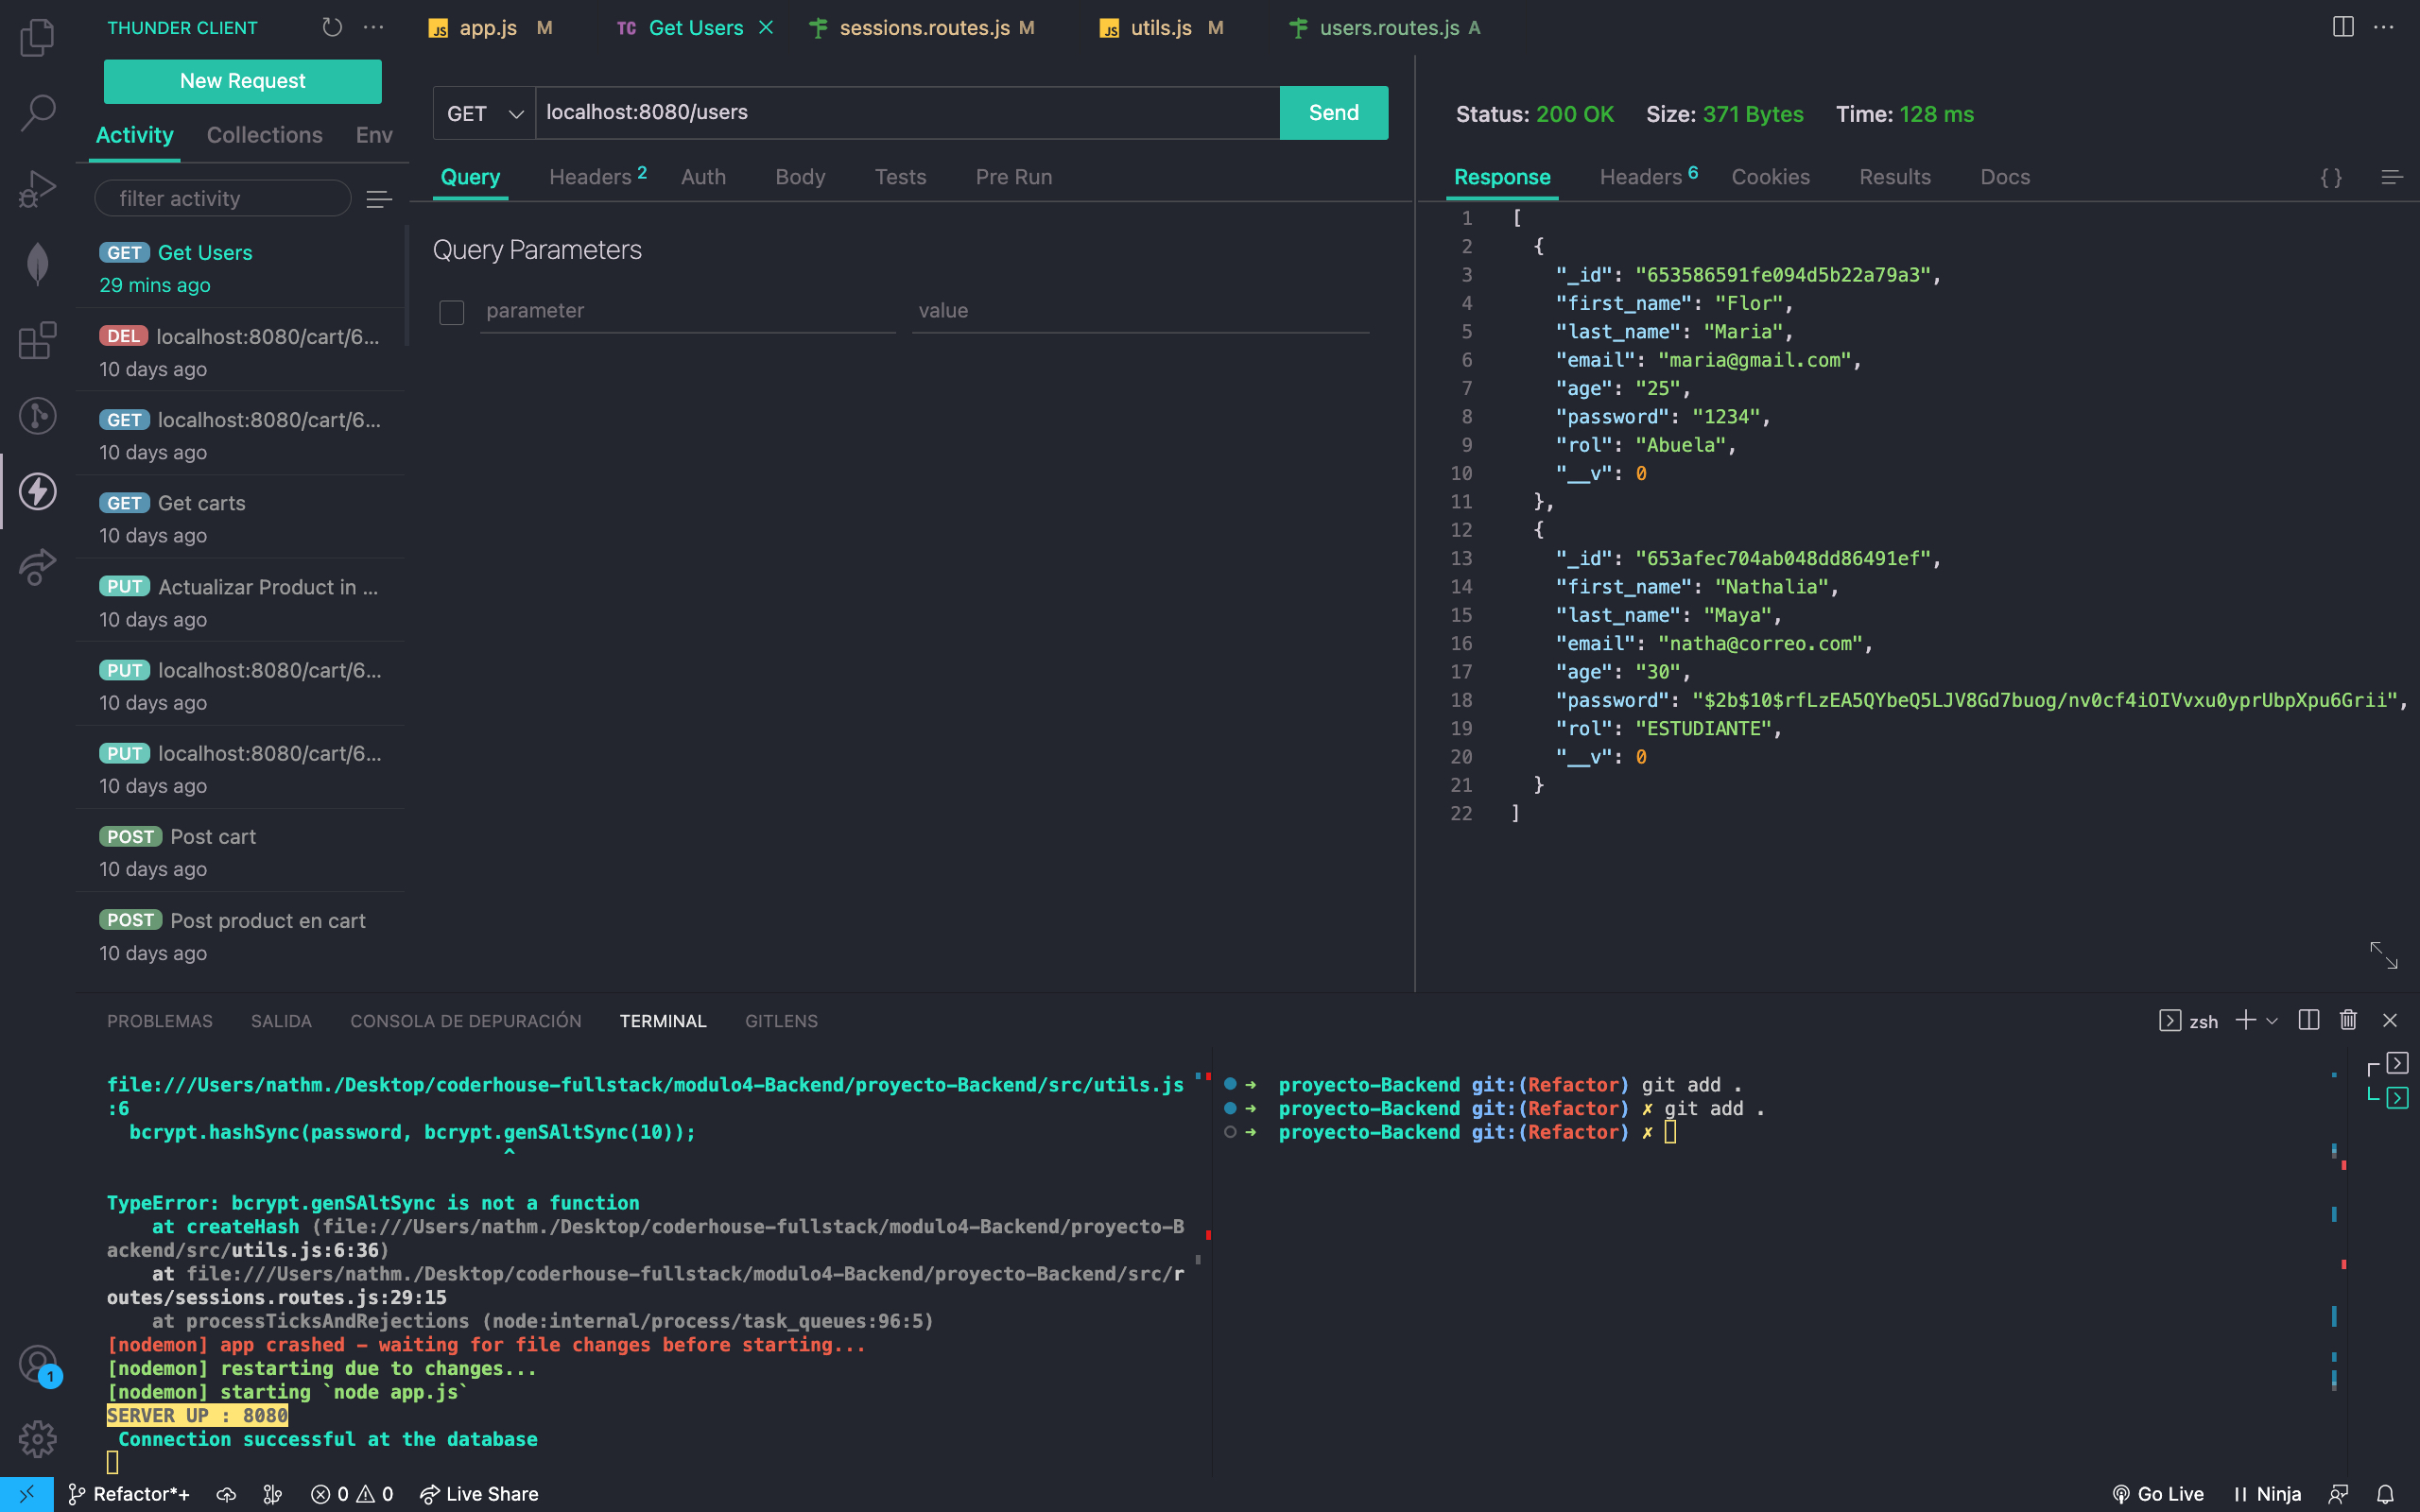 THUNDER CLIENT
New Request
Activity Collections Env
filter activity
GET Get Users
29 mins ago
DEL localhost:8080/cart/6...
10 days ago
GET localhost:8080/cart/6...
10 days ago
GET Get carts
10 days ago
PUT Actualizar Product in ...
10 days ago
PUT localhost:8080/cart/6...
10 days ago
PUT localhost:8080/cart/6...
10 days ago
POST Post cart
10 days ago
POST Post product en cart
10 days ago
JS app.js M TC Get Users sessions.routes.js M JS utils.js M users.routes.js A
GET localhost:8080/users Send
Query Headers 2 Auth Body Tests Pre Run
Query Parameters
parameter value
Status: 200 OK Size: 371 Bytes Time: 128 ms
Response Headers 6 Cookies Results Docs {}
1 [
2 {
3 "_id": "653586591fe094d5b22a79a3",
4 "first_name": "Flor",
5 "last_name": "Maria",
6 "email": "maria@gmail.com",
7 "age": "25",
8 "password": "1234",
9 "rol": "Abuela",
10 "__v": 0
11 },
12 {
13 "_id": "653afec704ab048dd86491ef",
14 "first_name": "Nathalia",
15 "last_name": "Maya",
16 "email": "natha@correo.com",
17 "age": "30",
18 "password": "$2b$10$rfLzEA5QYbeQ5LJV8Gd7buog/nv0cf4iOIVvxu0yprUbpXpu6Grii",
19 "rol": "ESTUDIANTE",
20 "__v": 0
21 }
22 ]
PROBLEMAS SALIDA CONSOLA DE DEPURACIÓN TERMINAL GITLENS
zsh
file:///Users/nathm./Desktop/coderhouse-fullstack/modulo4-Backend/proyecto-Backend/src/utils.js
:6
bcrypt.hashSync(password, bcrypt.genSAltSync(10));
^
TypeError: bcrypt.genSAltSync is not a function
at createHash (file:///Users/nathm./Desktop/coderhouse-fullstack/modulo4-Backend/proyecto-B
ackend/src/utils.js:6:36)
at file:///Users/nathm./Desktop/coderhouse-fullstack/modulo4-Backend/proyecto-Backend/src/r
outes/sessions.routes.js:29:15
at processTicksAndRejections (node:internal/process/task_queues:96:5)
[nodemon] app crashed - waiting for file changes before starting...
[nodemon] restarting due to changes...
[nodemon] starting `node app.js`
SERVER UP : 8080
Connection successful at the database
➜ proyecto-Backend git:(Refactor) git add .
➜ proyecto-Backend git:(Refactor) ✗ git add .
➜ proyecto-Backend git:(Refactor) ✗
1
Refactor*+ 0 0 Live Share Go Live Ninja